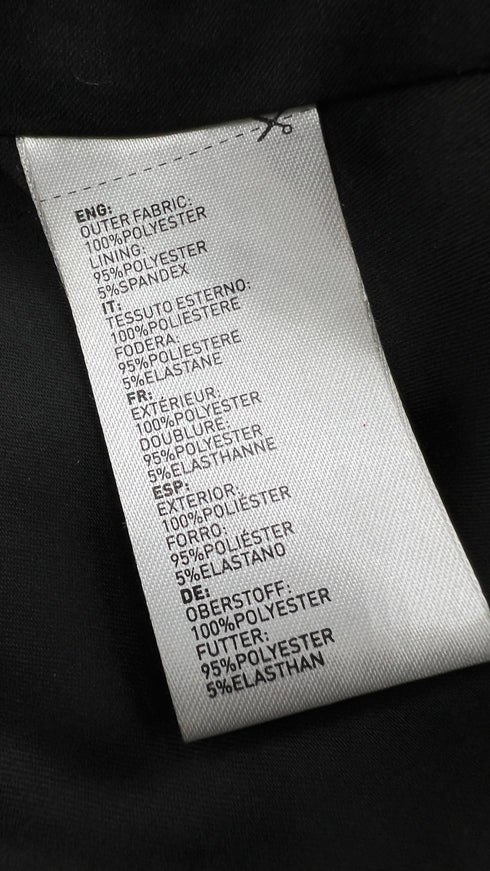 ENG:
OUTER FABRIC:
100%POLYESTER
LINING:
95%POLYESTER
5%SPANDEX
IT:
TESSUTO ESTERNO:
100%POLIESTERE
FODERA:
95%POLIESTERE
5%ELASTANE
FR:
EXTÉRIEUR:
100%POLYESTER
DOUBLURE:
95%POLYESTER
5%ELASTHANNE
ESP:
EXTERIOR:
100%POLIÉSTER
FORRO:
95%POLIÉSTER
5%ELASTANO
DE:
OBERSTOFF:
100%POLYESTER
FUTTER:
95%POLYESTER
5%ELASTHAN